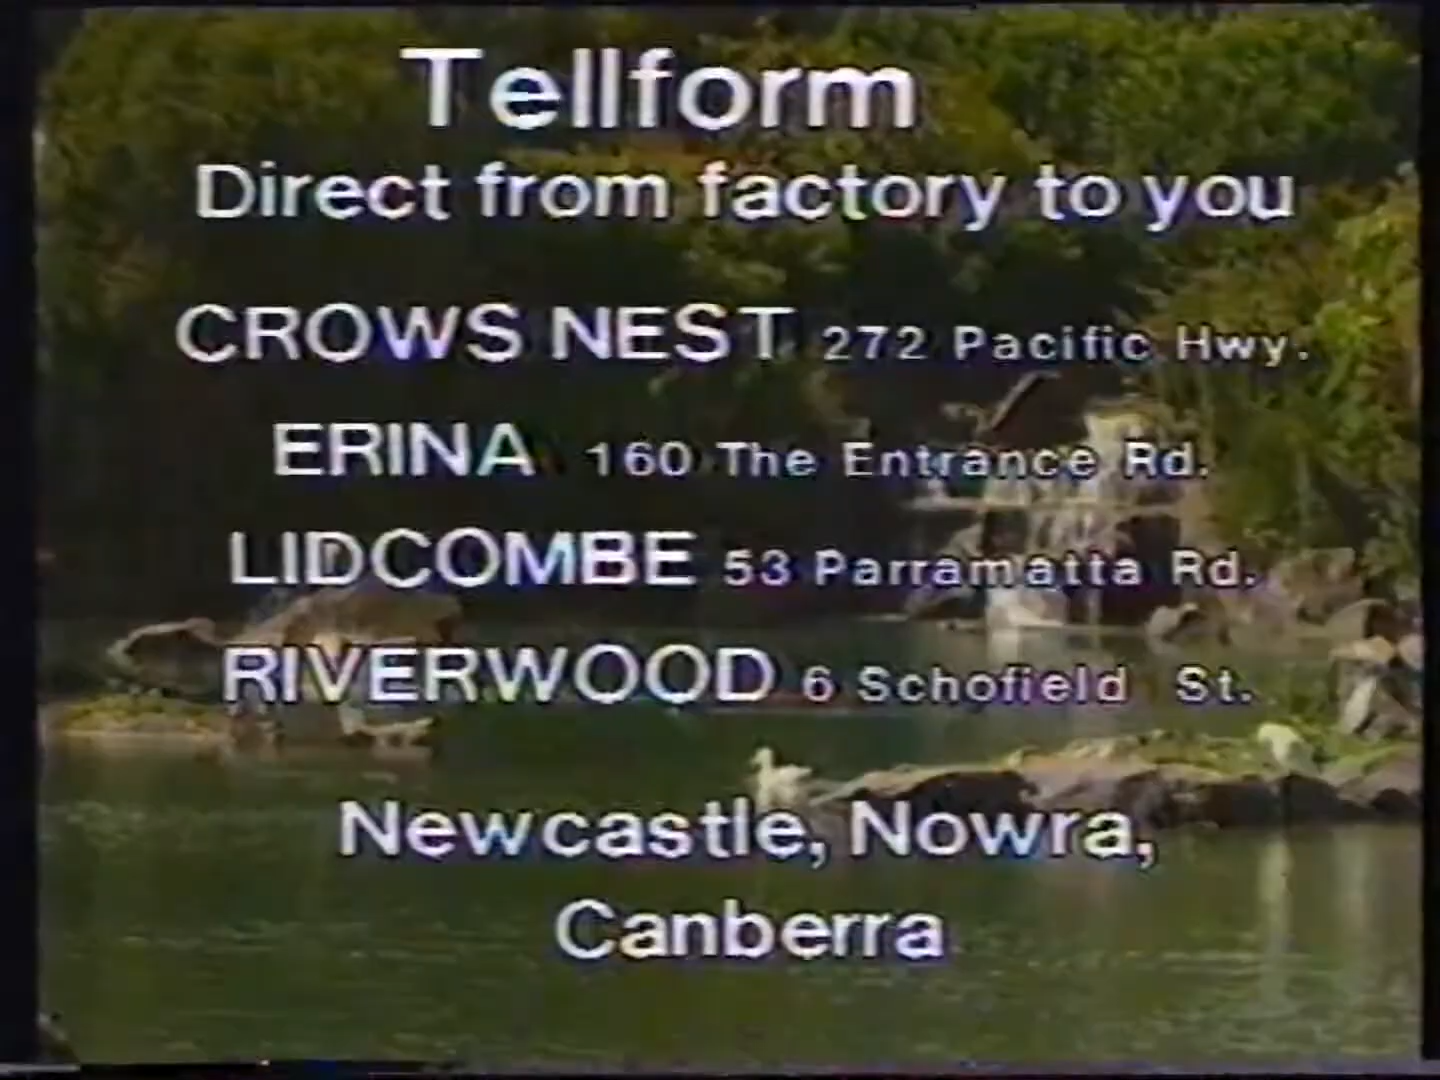 Tellform
Direct from factory to you
CROWS NEST 272 Pacific Hwy.
ERINA 160 The Entrance Rd.
LIDCOMBE 53 Parramatta Rd.
RIVERWOOD 6 Schofield St.
Newcastle, Nowra,
Canberra